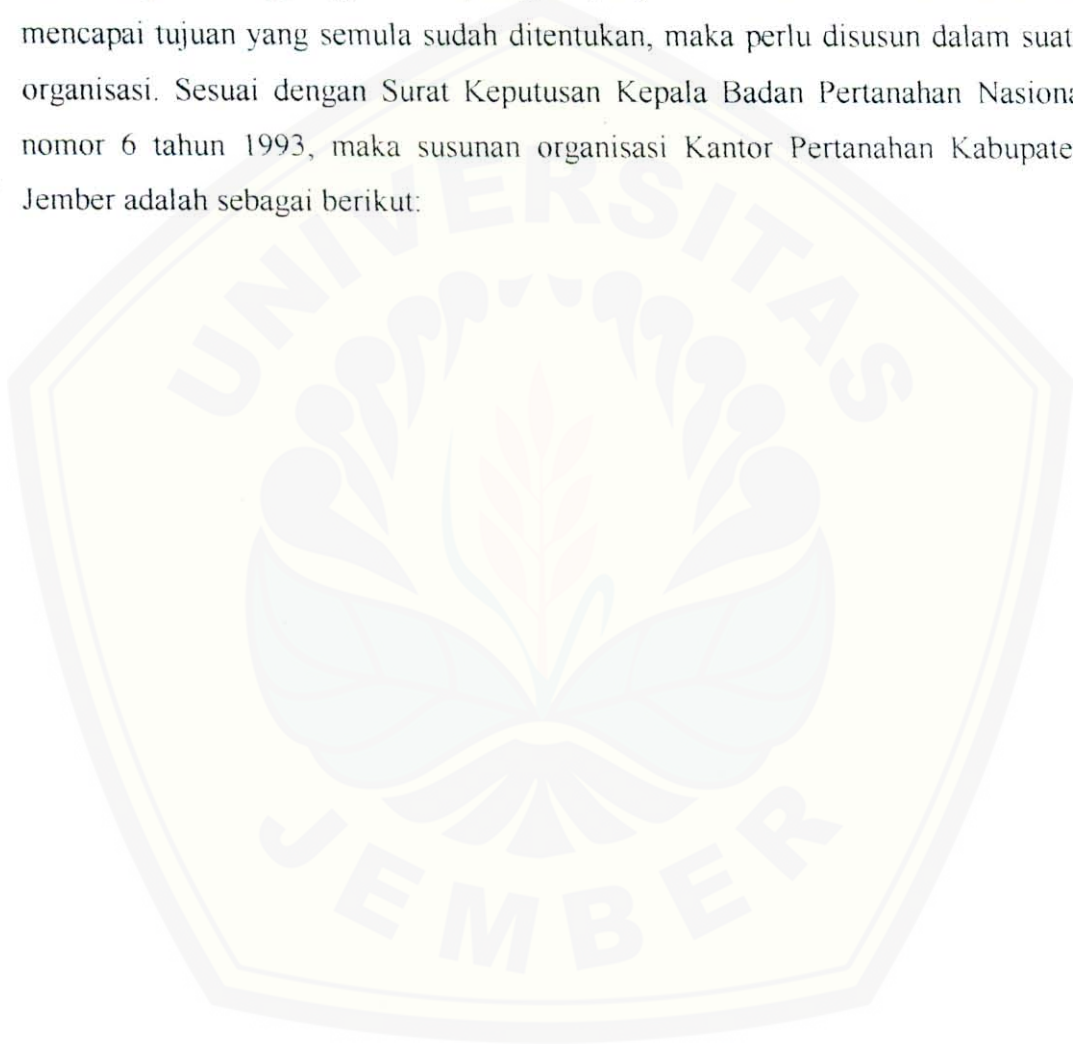 mencapai tujuan yang semula sudah ditentukan, maka perlu disusun dalam suat
organisasi. Sesuai dengan Surat Keputusan Kepala Badan Pertanahan Nasiona
nomor 6 tahun 1993, maka susunan organisasi Kantor Pertanahan Kabupate
Jember adalah sebagai berikut:
UNIVERSITAS
JEMBER